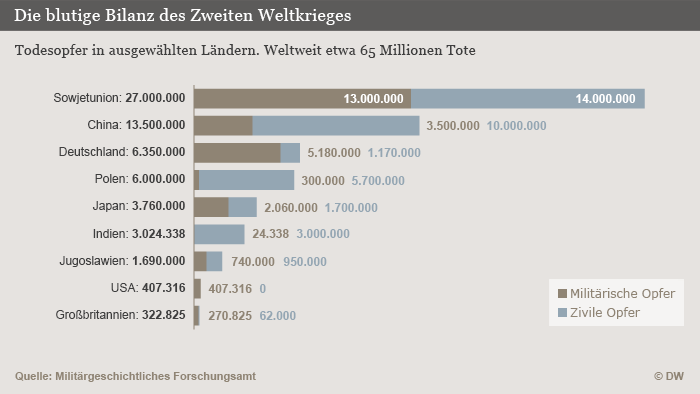 Die blutige Bilanz des Zweiten Weltkrieges
Todesopfer in ausgewählten Ländern. Weltweit etwa 65 Millionen Tote
Sowjetunion: 27.000.000 13.000.000 14.000.000
China: 13.500.000 3.500.000 10.000.000
Deutschland: 6.350.000 5.180.000 1.170.000
Polen: 6.000.000 300.000 5.700.000
Japan: 3.760.000 2.060.000 1.700.000
Indien: 3.024.338 24.338 3.000.000
Jugoslawien: 1.690.000 740.000 950.000
USA: 407.316 407.316 0
Großbritannien: 322.825 270.825 62.000
Militärische Opfer
Zivile Opfer
Quelle: Militärgeschichtliches Forschungsamt © DW